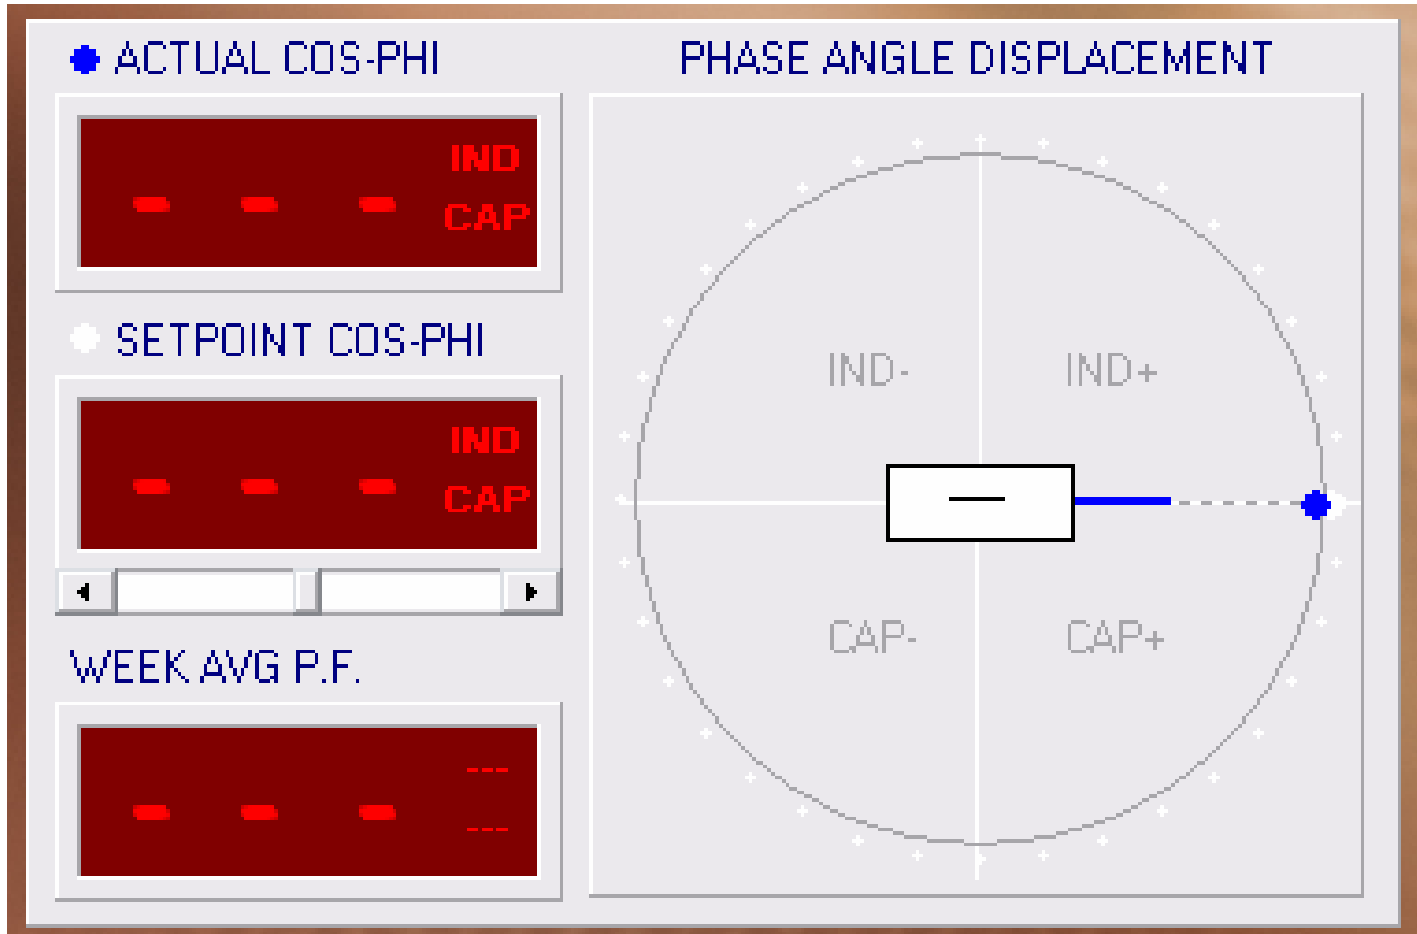 ACTUAL COS-PHI
- - -
IND
CAP
SETPOINT COS-PHI
- - -
IND
CAP
WEEK AVG P.F.
- - -
---
---
PHASE ANGLE DISPLACEMENT
IND- IND+
—
CAP- CAP+